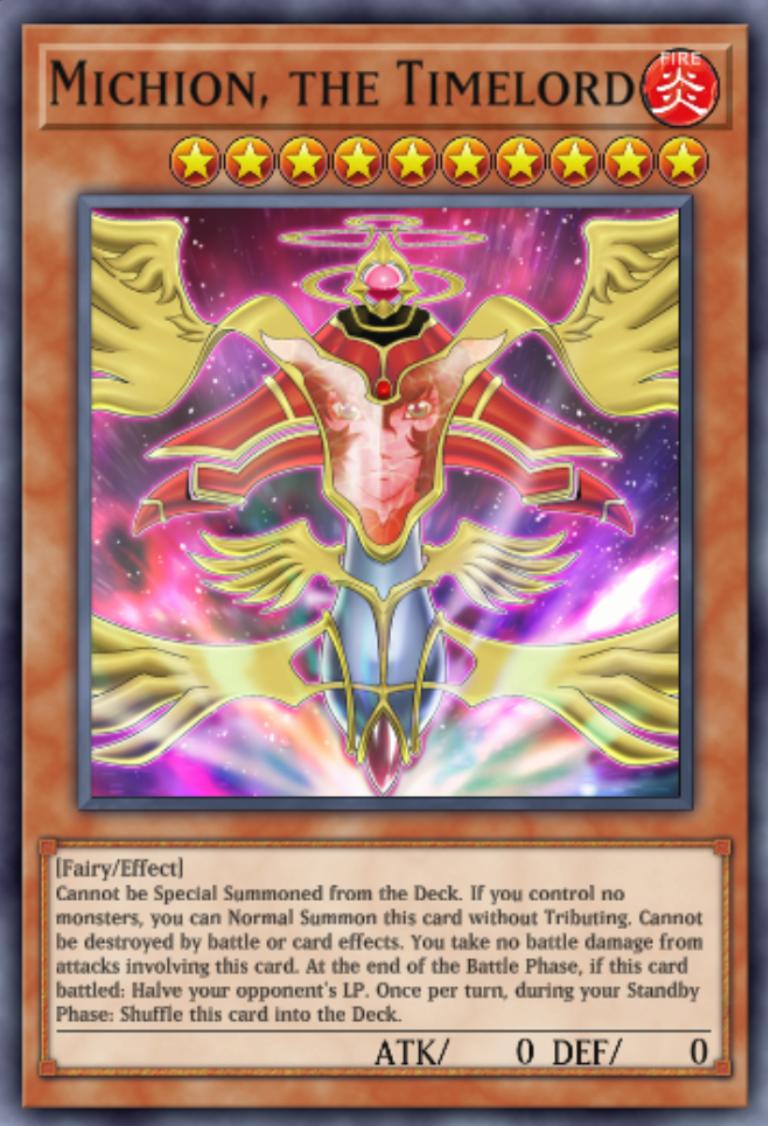 MICHION, THE TIMELORD
FIRE
炎
[Fairy/Effect]
Cannot be Special Summoned from the Deck. If you control no
monsters, you can Normal Summon this card without Tributing. Cannot
be destroyed by battle or card effects. You take no battle damage from
attacks involving this card. At the end of the Battle Phase, if this card
battled: Halve your opponent's LP. Once per turn, during your Standby
Phase: Shuffle this card into the Deck.
ATK/ 0 DEF/ 0